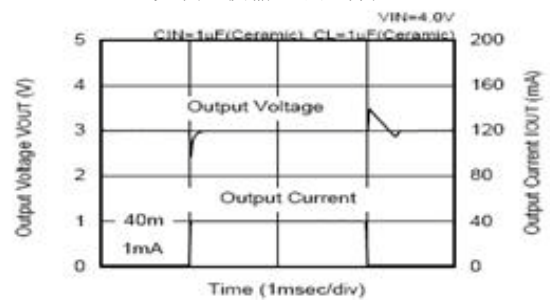 VIN=4.0V
CIN=1uF(Ceramic), CL=1uF(Ceramic)
5
4
3
2
1
0
Output Voltage VOUT (V)
200
160
120
80
40
0
Output Current IOUT (mA)
Output Voltage
Output Current
40m
1mA
Time (1msec/div)